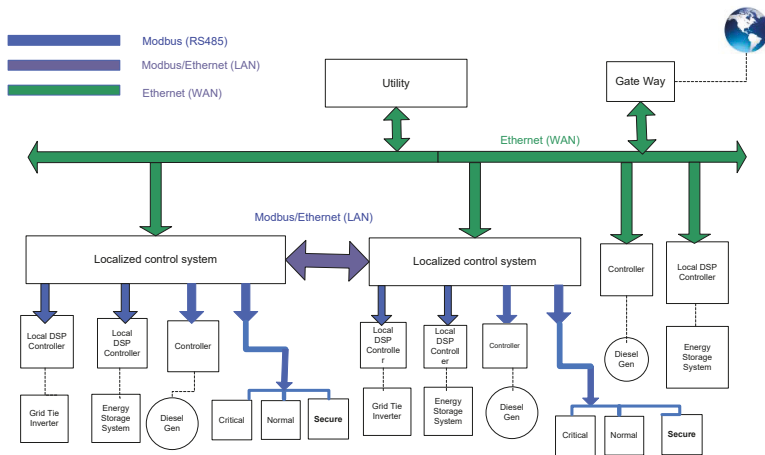 Modbus (RS485)
Modbus/Ethernet (LAN)
Ethernet (WAN)
Utility
Gate Way
Ethernet (WAN)
Modbus/Ethernet (LAN)
Localized control system
Localized control system
Controller
Local DSP
Controller
Local DSP
Controller
Local
DSP
Controller
Controller
Local
DSP
Controlle
r
Local
DSP
Controll
er
Controller
Diesel
Gen
Energy
Storage
System
Grid Tie
Inverter
Energy
Storage
System
Diesel
Gen
Critical
Normal
Secure
Grid Tie
Inverter
Energy
Storage
System
Diesel
Gen
Critical
Normal
Secure